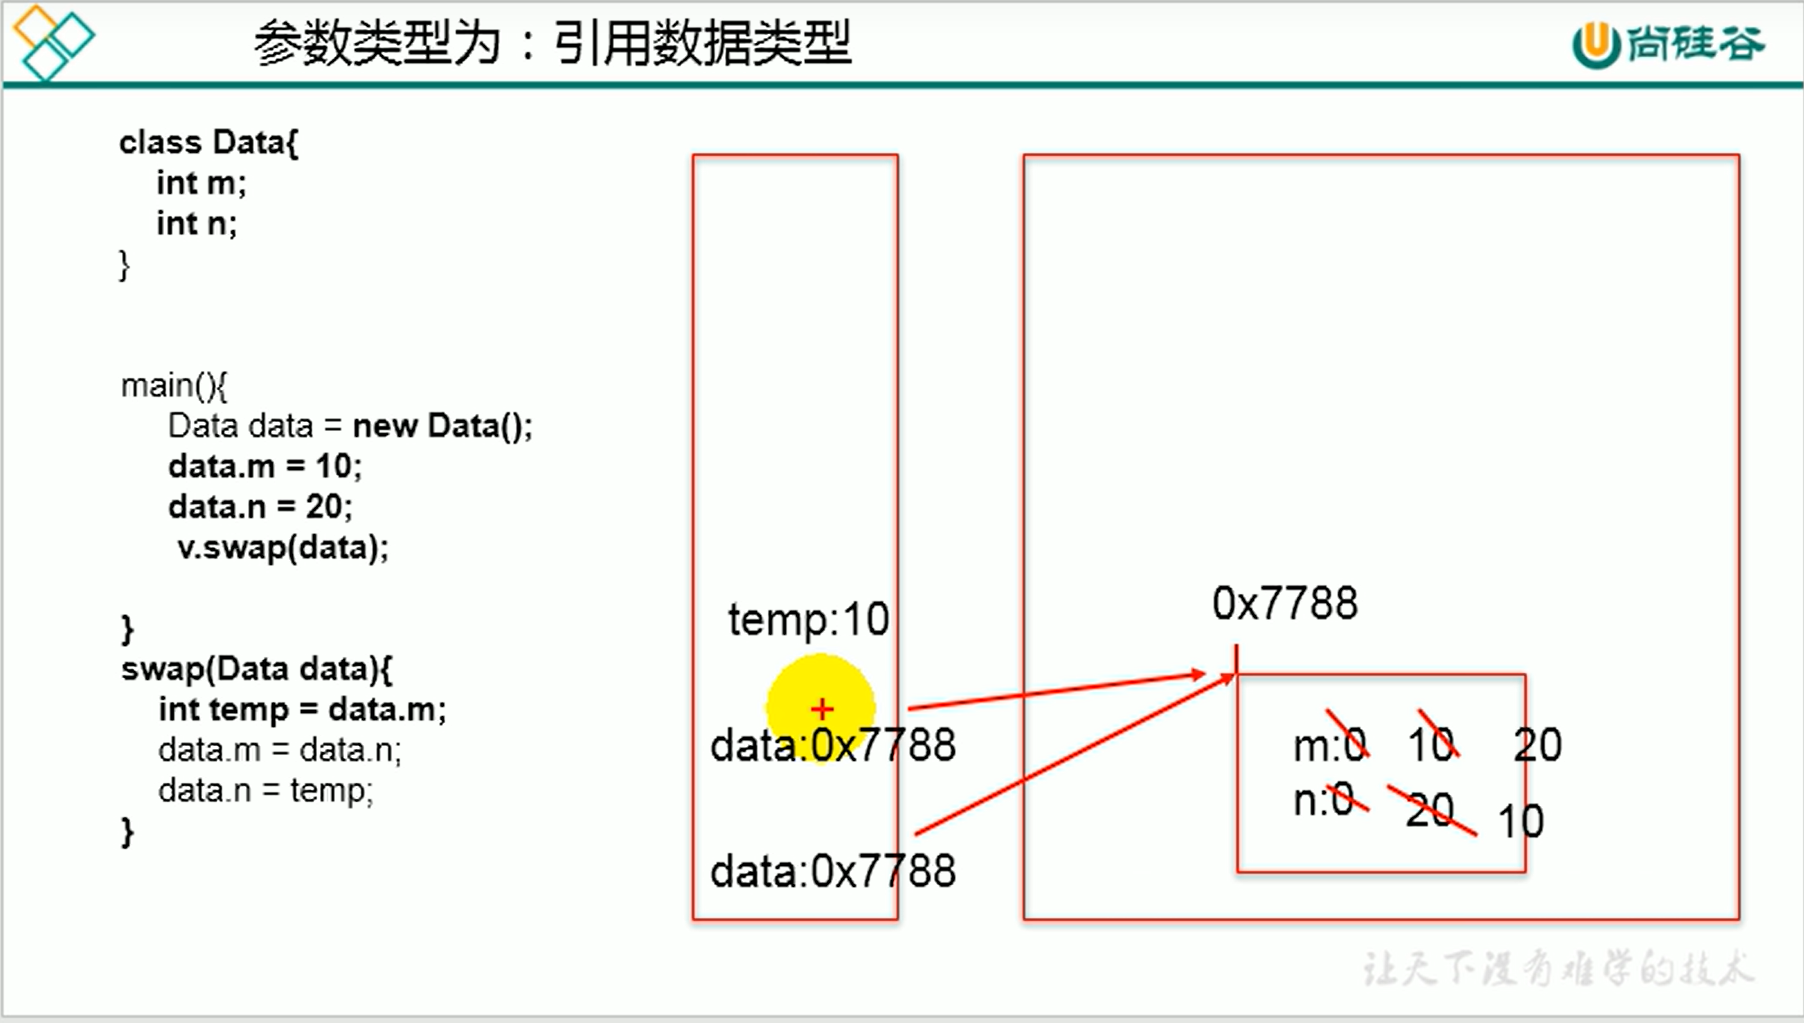 参数类型为：引用数据类型
尚硅谷
class Data{
int m;
int n;
}
main(){
Data data = new Data();
data.m = 10;
data.n = 20;
v.swap(data);
}
swap(Data data){
int temp = data.m;
data.m = data.n;
data.n = temp;
}
temp:10
data:0x7788
data:0x7788
0x7788
m:0 10 20
n:0 20 10
让天下没有难学的技术